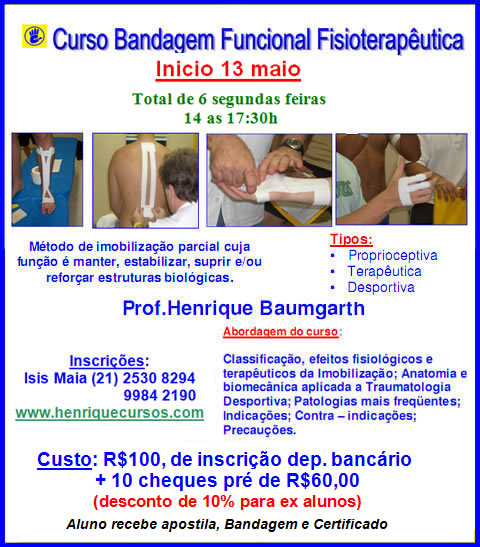 Curso Bandagem Funcional Fisioterapêutica
Inicio 13 maio
Total de 6 segundas feiras
14 as 17:30h
Método de imobilização parcial cuja
função é manter, estabilizar, suprir e/ou
reforçar estruturas biológicas.
Tipos:
• Proprioceptiva
• Terapêutica
• Desportiva
Prof.Henrique Baumgarth
Inscrições:
Isis Maia (21) 2530 8294
9984 2190
www.henriquecursos.com
Abordagem do curso:
Classificação, efeitos fisiológicos e
terapêuticos da Imobilização; Anatomia e
biomecânica aplicada a Traumatologia
Desportiva; Patologias mais freqüentes;
Indicações; Contra – indicações;
Precauções.
Custo: R$100, de inscrição dep. bancário
+ 10 cheques pré de R$60,00
(desconto de 10% para ex alunos)
Aluno recebe apostila, Bandagem e Certificado